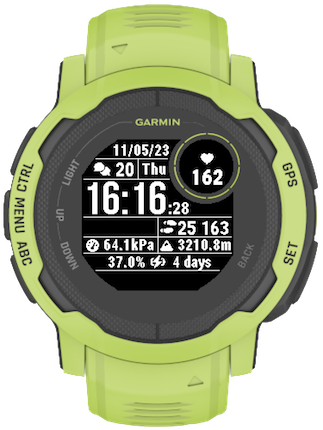 GARMIN
11/05/23
20 Thu
162
16:16:28
25 163
64.1kPa 3210.8m
37.0% 4 days
LIGHT
UP
DOWN
BACK
CTRL
MENU
ABC
GPS
SET